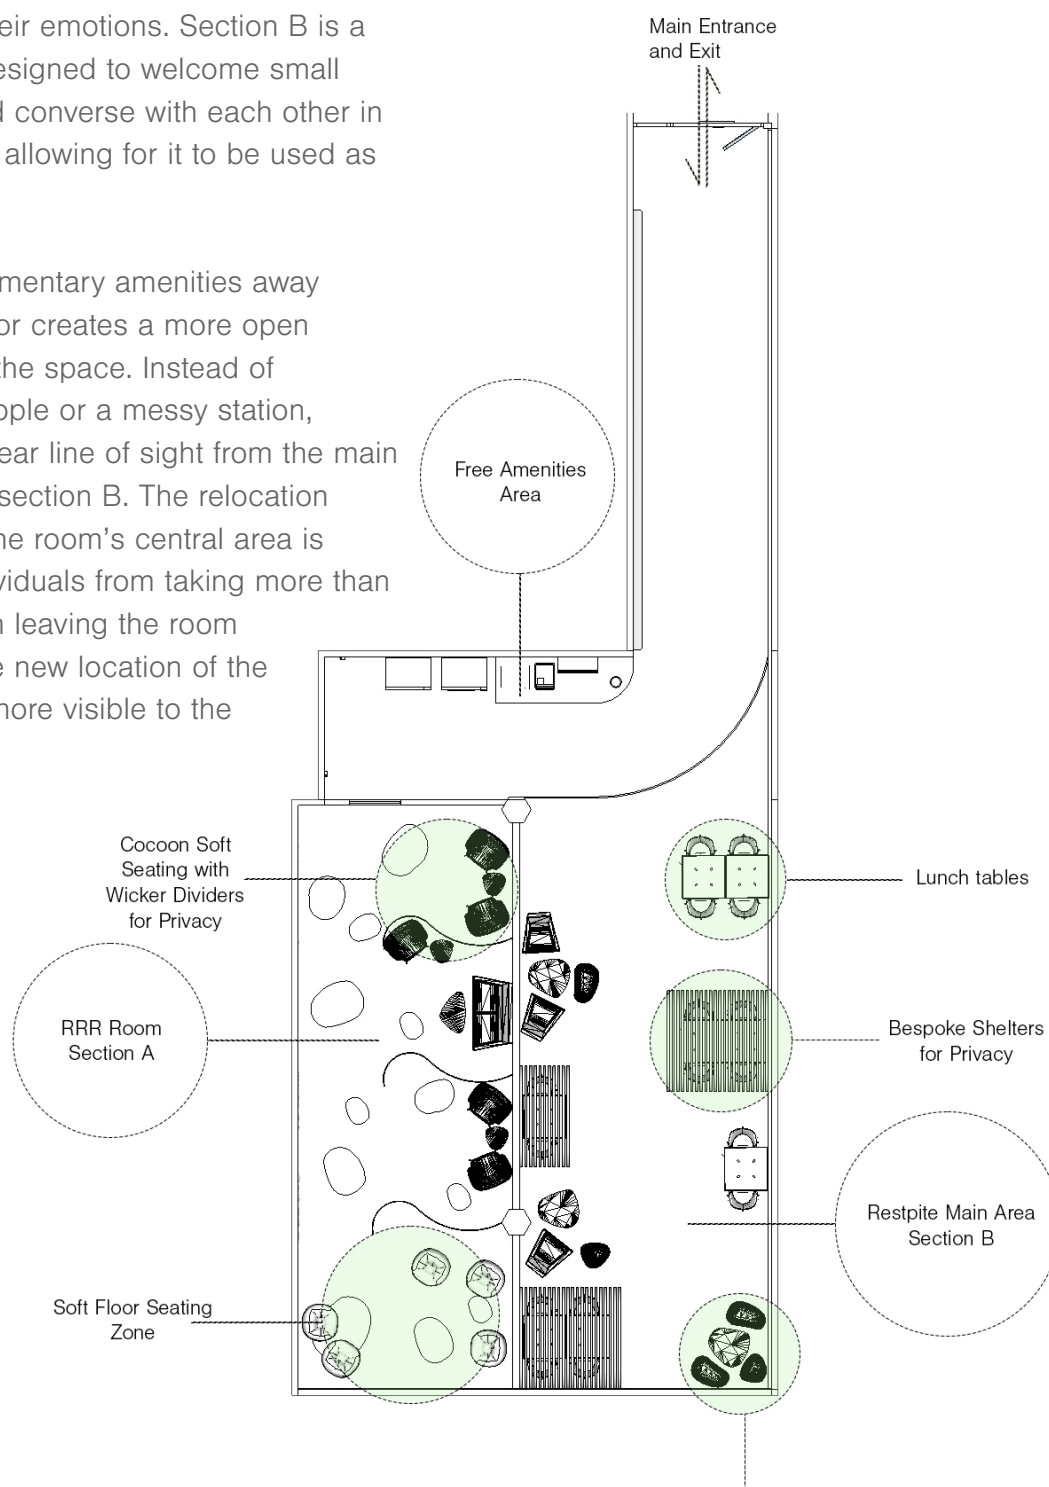 eir emotions. Section B is a
esigned to welcome small
d converse with each other in
allowing for it to be used as
mentary amenities away
or creates a more open
the space. Instead of
ople or a messy station,
ear line of sight from the main
section B. The relocation
ne room’s central area is
viduals from taking more than
n leaving the room
e new location of the
more visible to the
Main Entrance
and Exit
Free Amenities
Area
Cocoon Soft
Seating with
Wicker Dividers
for Privacy
Lunch tables
RRR Room
Section A
Bespoke Shelters
for Privacy
Restpite Main Area
Section B
Soft Floor Seating
Zone